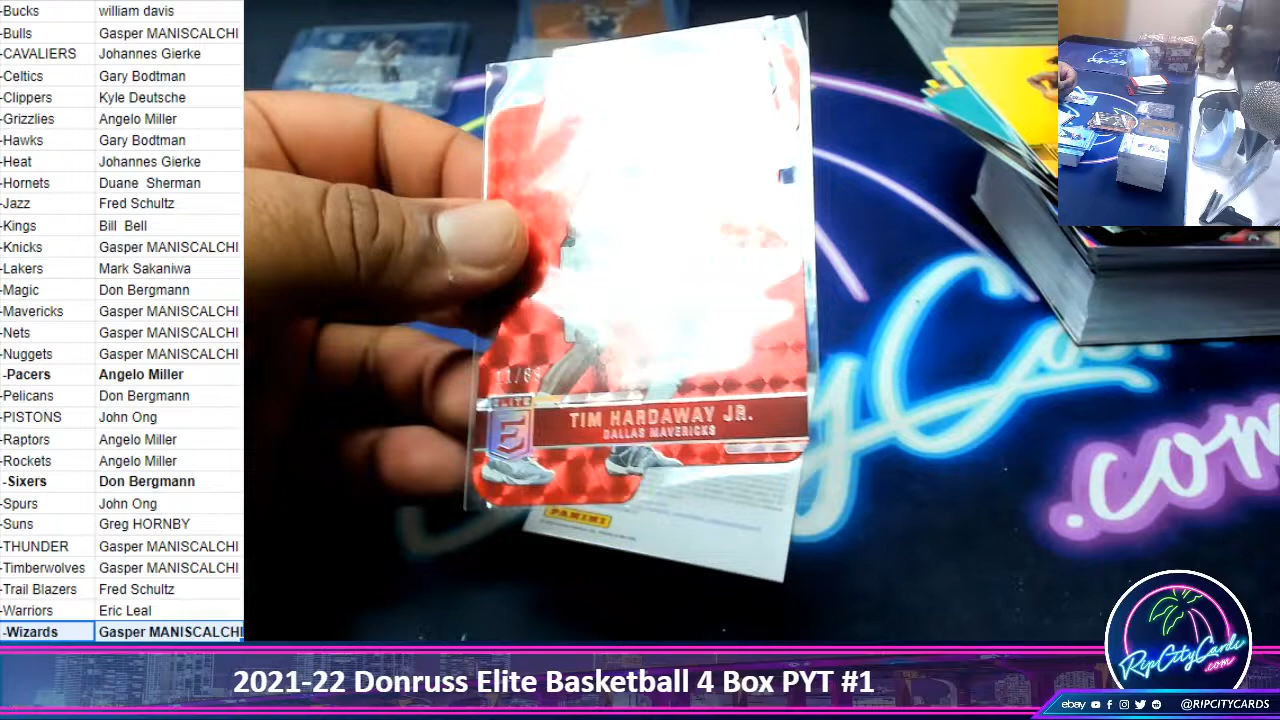 -Bucks william davis
-Bulls Gasper MANISCALCHI
-CAVALIERS Johannes Gierke
-Celtics Gary Bodtman
-Clippers Kyle Deutsche
-Grizzlies Angelo Miller
-Hawks Gary Bodtman
-Heat Johannes Gierke
-Hornets Duane Sherman
-Jazz Fred Schultz
-Kings Bill Bell
-Knicks Gasper MANISCALCHI
-Lakers Mark Sakaniwa
-Magic Don Bergmann
-Mavericks Gasper MANISCALCHI
-Nets Gasper MANISCALCHI
-Nuggets Gasper MANISCALCHI
-Pacers Angelo Miller
-Pelicans Don Bergmann
-PISTONS John Ong
-Raptors Angelo Miller
-Rockets Angelo Miller
-Sixers Don Bergmann
-Spurs John Ong
-Suns Greg HORNBY
-THUNDER Gasper MANISCALCHI
-Timberwolves Gasper MANISCALCHI
-Trail Blazers Fred Schultz
-Warriors Eric Leal
-Wizards Gasper MANISCALCHI
ELITE
E
TIM HARDAWAY JR.
DALLAS MAVERICKS
PANINI
.com
RipCityCards
.com
2021-22 Donruss Elite Basketball 4 Box PYT #1
ebay @RIPCITYCARDS